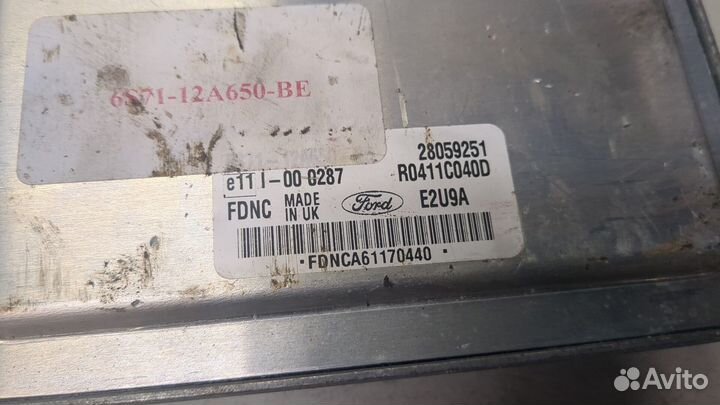 6S71-12A650-BE
28059251
e11 I-00 0287 R0411C040D
FDNC MADE IN UK Ford E2U9A
· FDNCA61170440 ·
Avito